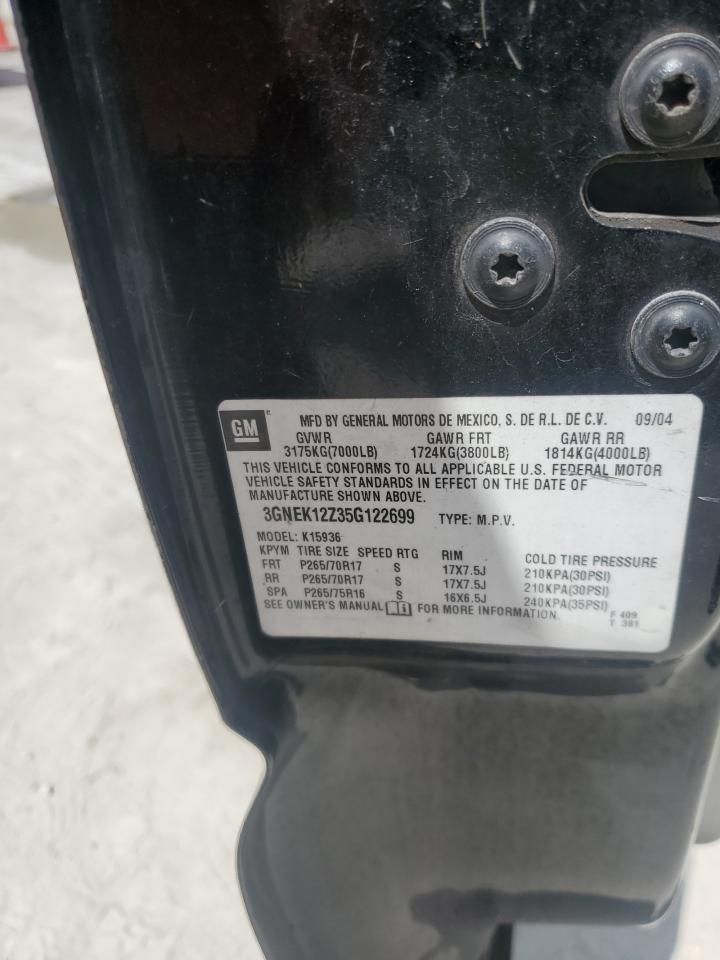 GM MFD BY GENERAL MOTORS DE MEXICO, S. DE R.L. DE C.V. 09/04
GVWR GAWR FRT GAWR RR
3175KG(7000LB) 1724KG(3800LB) 1814KG(4000LB)
THIS VEHICLE CONFORMS TO ALL APPLICABLE U.S. FEDERAL MOTOR
VEHICLE SAFETY STANDARDS IN EFFECT ON THE DATE OF
MANUFACTURE SHOWN ABOVE.
3GNEK12Z35G122699 TYPE: M.P.V.
MODEL: K15936
KPYM TIRE SIZE SPEED RTG RIM COLD TIRE PRESSURE
FRT P265/70R17 S 17X7.5J 210KPA(30PSI)
RR P265/70R17 S 17X7.5J 210KPA(30PSI)
SPA P265/75R16 S 16X6.5J 240KPA(35PSI)
SEE OWNER'S MANUAL i FOR MORE INFORMATION.
F 409
T 381